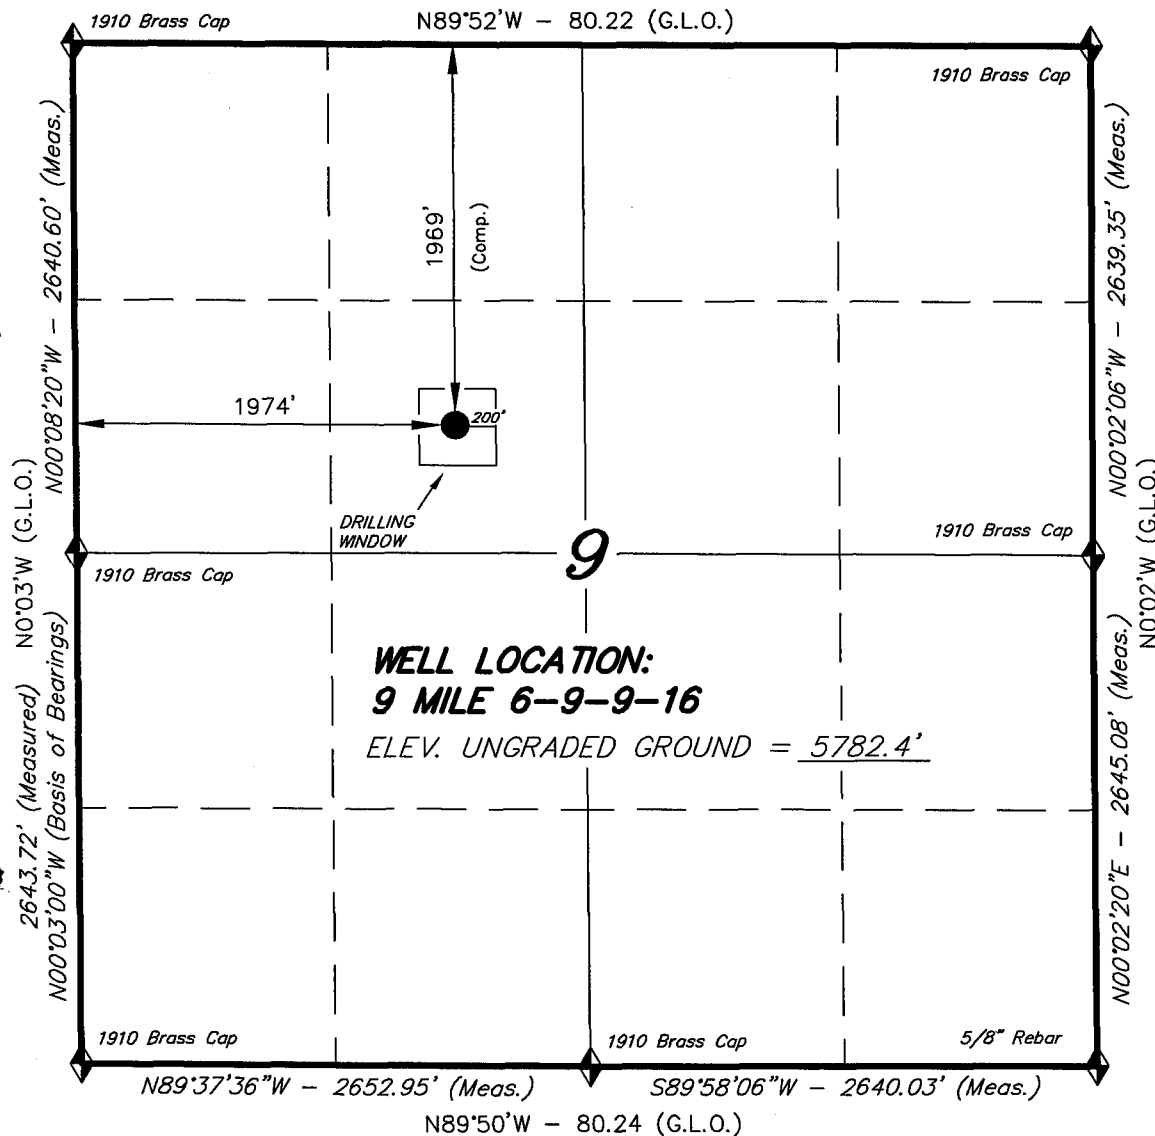 1910 Brass Cap
N89°52'W - 80.22 (G.L.O.)
1910 Brass Cap
N00°08'20"W - 2640.60' (Meas.)
N0°03'W (G.L.O.)
1969'
(Comp.)
N00°02'06"W - 2639.35' (Meas.)
N0°02'W (G.L.O.)
1974'
200'
DRILLING
WINDOW
9
1910 Brass Cap
1910 Brass Cap
WELL LOCATION:
9 MILE 6-9-9-16
ELEV. UNGRADED GROUND = 5782.4'
2643.72' (Measured)
N00°03'00"W (Basis of Bearings)
N00°02'20"E - 2645.08' (Meas.)
1910 Brass Cap
1910 Brass Cap
5/8" Rebar
N89°37'36"W - 2652.95' (Meas.)
S89°58'06"W - 2640.03' (Meas.)
N89°50'W - 80.24 (G.L.O.)